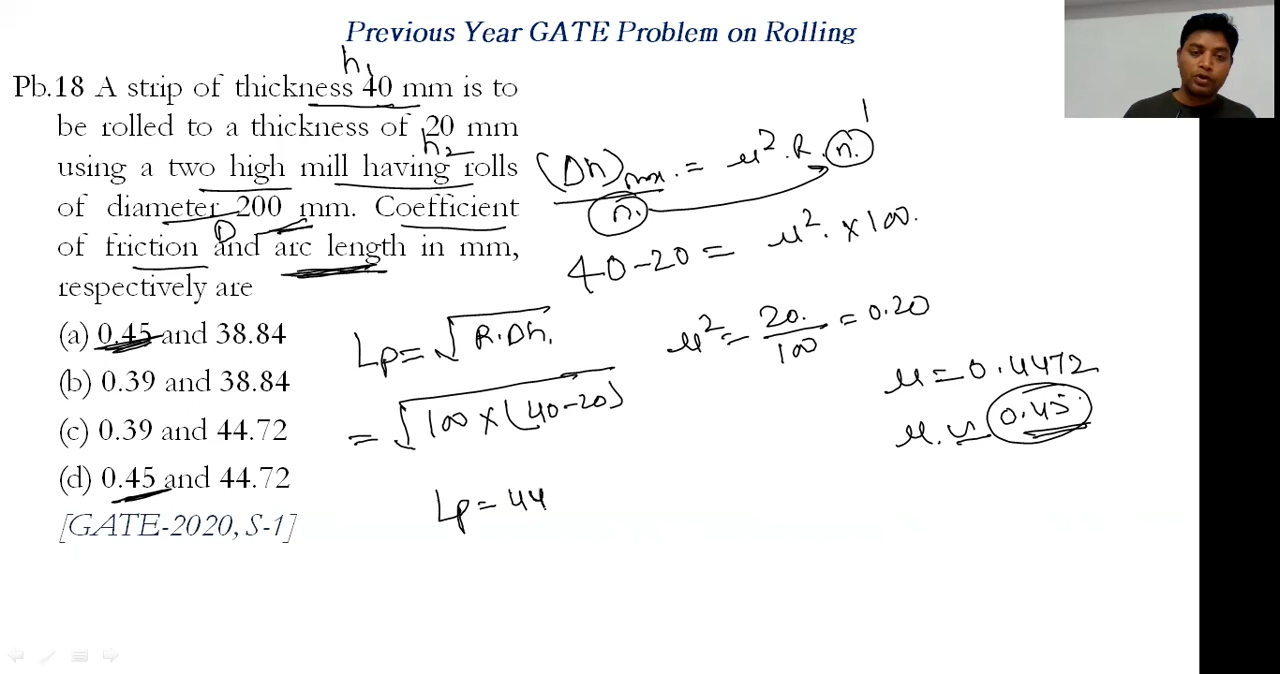 Previous Year GATE Problem on Rolling
h1
Pb.18 A strip of thickness 40 mm is to
be rolled to a thickness of 20 mm
h2
using a two high mill having rolls
of diameter 200 mm. Coefficient
D
of friction and arc length in mm,
respectively are
(a) 0.45 and 38.84
(b) 0.39 and 38.84
(c) 0.39 and 44.72
(d) 0.45 and 44.72
[GATE-2020, S-1]
(Δh)max. = μ². R. n. 1
n.
40-20 = μ². × 100.
Lp = √R.Δh.
= √100 × (40-20)
Lp = 44
μ² = 20. / 100 = 0.20
μ = 0.4472
μ. ≃ 0.45.